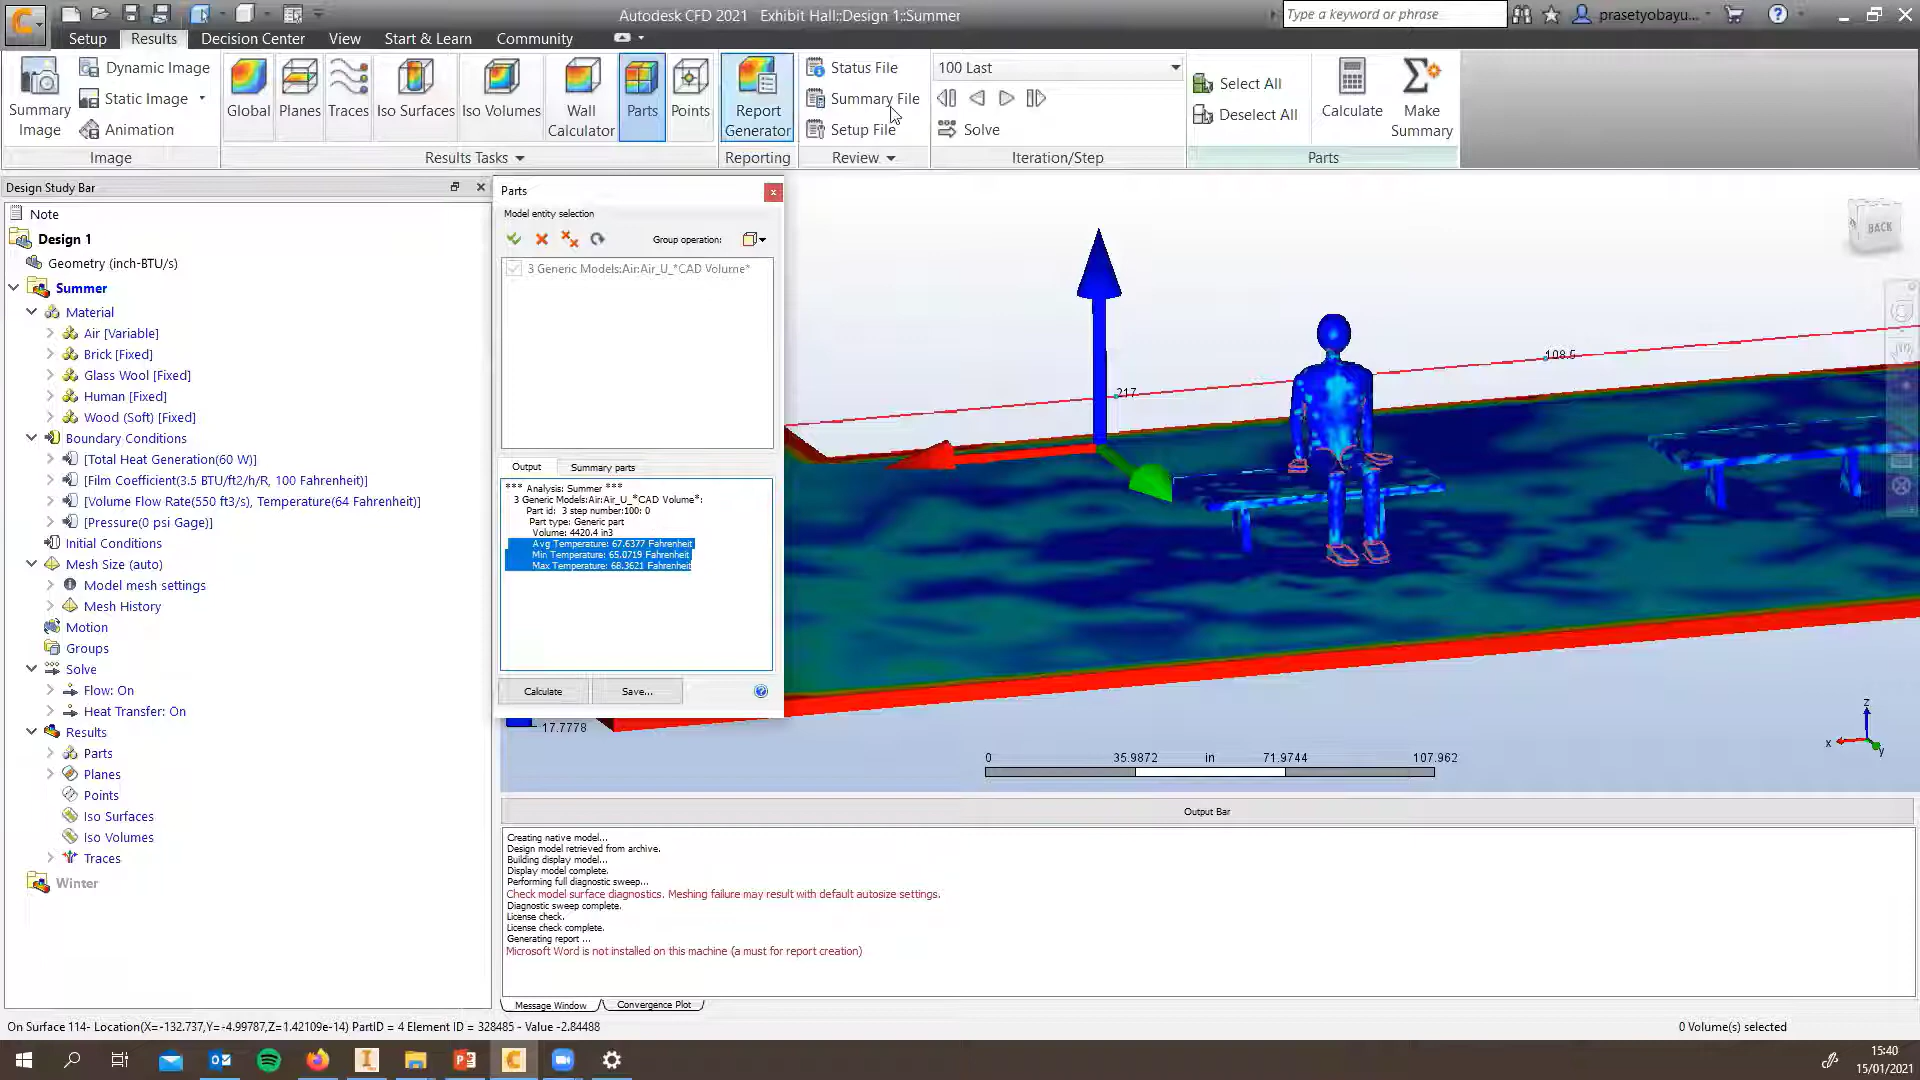 Autodesk CFD 2021 Exhibit Hall::Design 1::Summer
Type a keyword or phrase
prasetyobayu...
Setup
Results
Decision Center
View
Start & Learn
Community
Summary Image
Dynamic Image
Static Image
Animation
Image
Global
Planes
Traces
Iso Surfaces
Iso Volumes
Wall Calculator
Parts
Points
Results Tasks
Report Generator
Reporting
Status File
Summary File
Setup File
Review
100 Last
Solve
Iteration/Step
Select All
Deselect All
Calculate
Make Summary
Parts
Design Study Bar
Note
Design 1
Geometry (inch-BTU/s)
Summer
Material
Air [Variable]
Brick [Fixed]
Glass Wool [Fixed]
Human [Fixed]
Wood (Soft) [Fixed]
Boundary Conditions
[Total Heat Generation(60 W)]
[Film Coefficient(3.5 BTU/ft2/h/R, 100 Fahrenheit)]
[Volume Flow Rate(550 ft3/s), Temperature(64 Fahrenheit)]
[Pressure(0 psi Gage)]
Initial Conditions
Mesh Size (auto)
Model mesh settings
Mesh History
Motion
Groups
Solve
Flow: On
Heat Transfer: On
Results
Parts
Planes
Points
Iso Surfaces
Iso Volumes
Traces
Winter
Parts
Model entity selection
Group operation:
3 Generic Models:Air:Air_U_*CAD Volume*
Output
Summary parts
*** Analysis: Summer ***
3 Generic Models:Air:Air_U_*CAD Volume*:
Part id: 3 step number:100: 0
Part type: Generic part
Volume: 4420.4 in3
Avg Temperature: 67.6377 Fahrenheit
Min Temperature: 65.0719 Fahrenheit
Max Temperature: 68.3621 Fahrenheit
Calculate
Save...
17.7778
217
108.5
BACK
0 35.9872 in 71.9744 107.962
z
x
y
Output Bar
Creating native model...
Design model retrieved from archive.
Building display model...
Display model complete.
Performing full diagnostic sweep...
Check model surface diagnostics. Meshing failure may result with default autosize settings.
Diagnostic sweep complete.
License check.
License check complete.
Generating report ...
Microsoft Word is not installed on this machine (a must for report creation)
Message Window
Convergence Plot
On Surface 114- Location(X=-132.737,Y=-4.99787,Z=1.42109e-14) PartID = 4 Element ID = 328485 - Value -2.84488
0 Volume(s) selected
15:40
15/01/2021